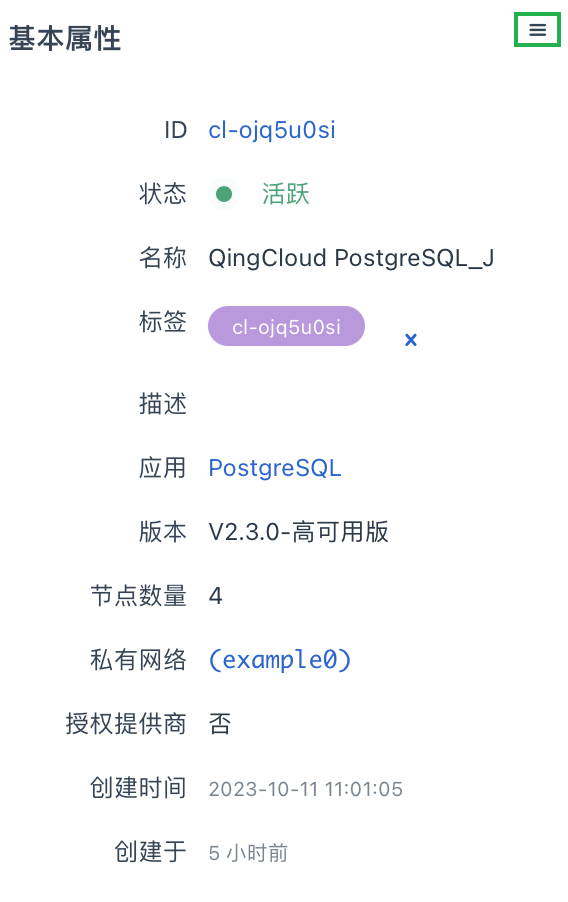 基本属性
ID cl-ojq5u0si
状态 活跃
名称 QingCloud PostgreSQL_J
标签 cl-ojq5u0si x
描述
应用 PostgreSQL
版本 V2.3.0-高可用版
节点数量 4
私有网络 (example0)
授权提供商 否
创建时间 2023-10-11 11:01:05
创建于 5 小时前